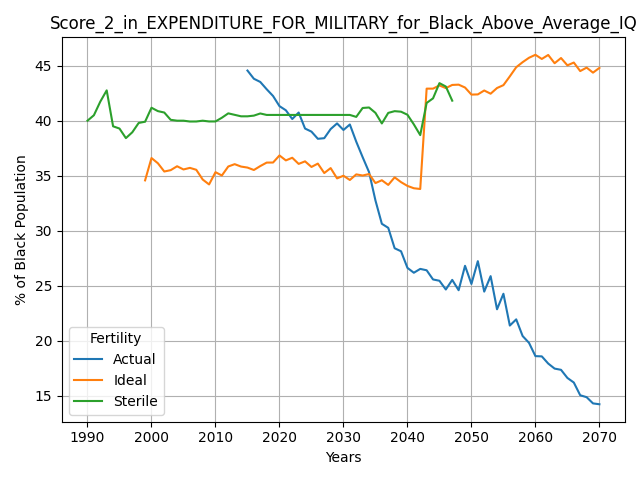 Score_2_in_EXPENDITURE_FOR_MILITARY_for_Black_Above_Average_IQ
% of Black Population
45
40
35
30
25
20
15
Fertility
Actual
Ideal
Sterile
1990 2000 2010 2020 2030 2040 2050 2060 2070
Years